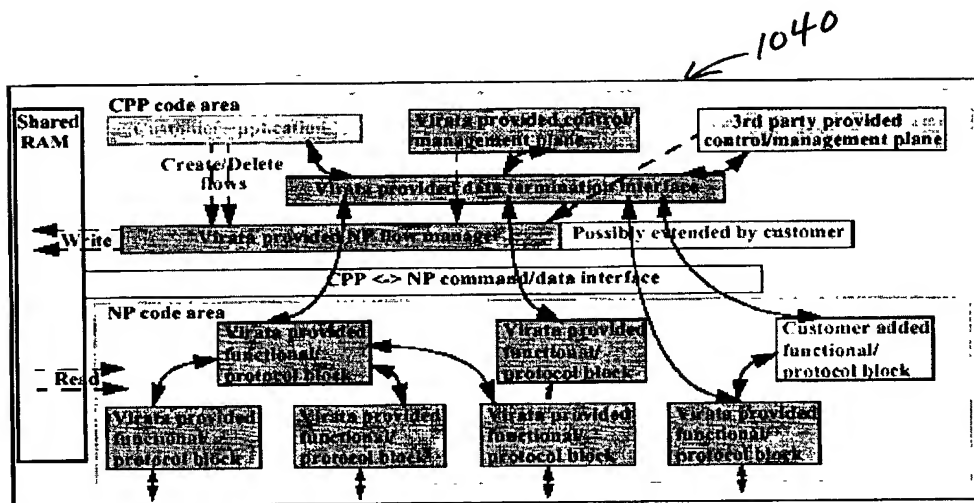 1040
Shared
RAM
CPP code area
Customer application
Virata provided control/
management plane
3rd party provided
control/management plane
Create/Delete
flows
Virata provided data termination interface
Write
Virata provided NP flow manager
Possibly extended by customer
CPP <-> NP command/data interface
NP code area
Read
Virata provided
functional/
protocol block
Virata provided
functional/
protocol block
Customer added
functional/
protocol block
Virata provided
functional/
protocol block
Virata provided
functional/
protocol block
Virata provided
functional/
protocol block
Virata provided
functional/
protocol block